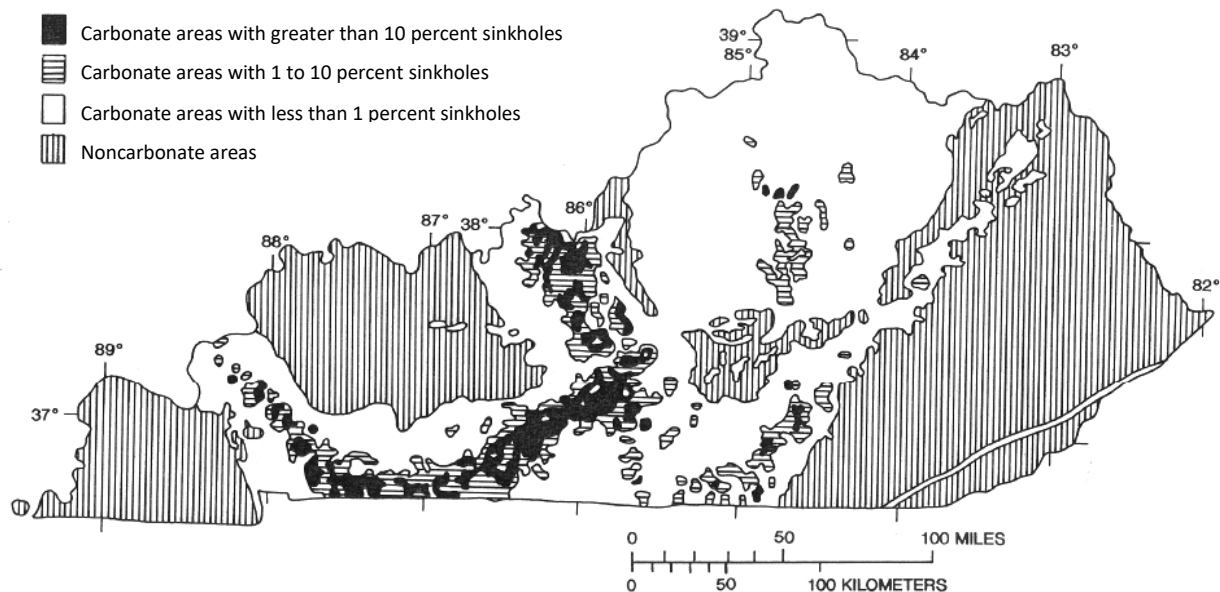 Carbonate areas with greater than 10 percent sinkholes
Carbonate areas with 1 to 10 percent sinkholes
Carbonate areas with less than 1 percent sinkholes
Noncarbonate areas
39°
85°
84°
83°
87°
38°
86°
88°
82°
89°
37°
0 50 100 MILES
0 50 100 KILOMETERS